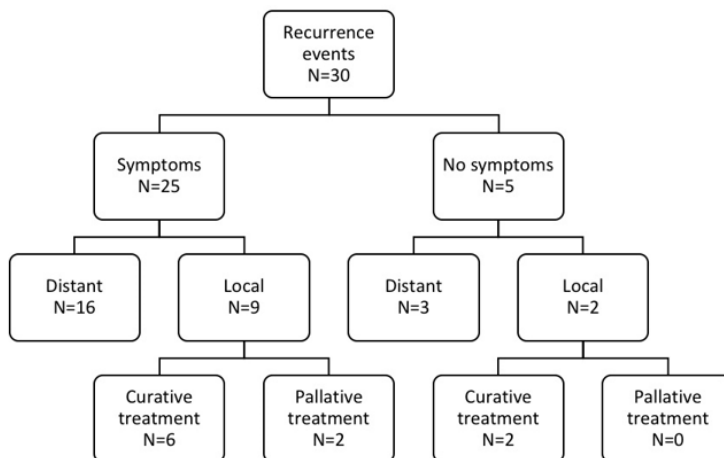 Recurrence
events
N=30
Symptoms
N=25
No symptoms
N=5
Distant
N=16
Local
N=9
Distant
N=3
Local
N=2
Curative
treatment
N=6
Pallative
treatment
N=2
Curative
treatment
N=2
Pallative
treatment
N=0